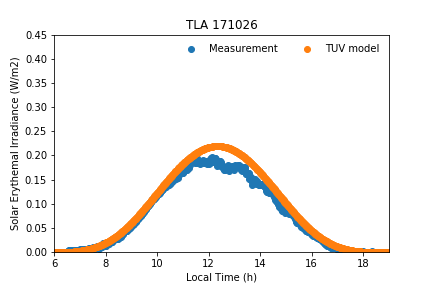 TLA 171026
Measurement TUV model
Solar Erythemal Irradiance (W/m2)
0.45
0.40
0.35
0.30
0.25
0.20
0.15
0.10
0.05
0.00
6 8 10 12 14 16 18
Local Time (h)